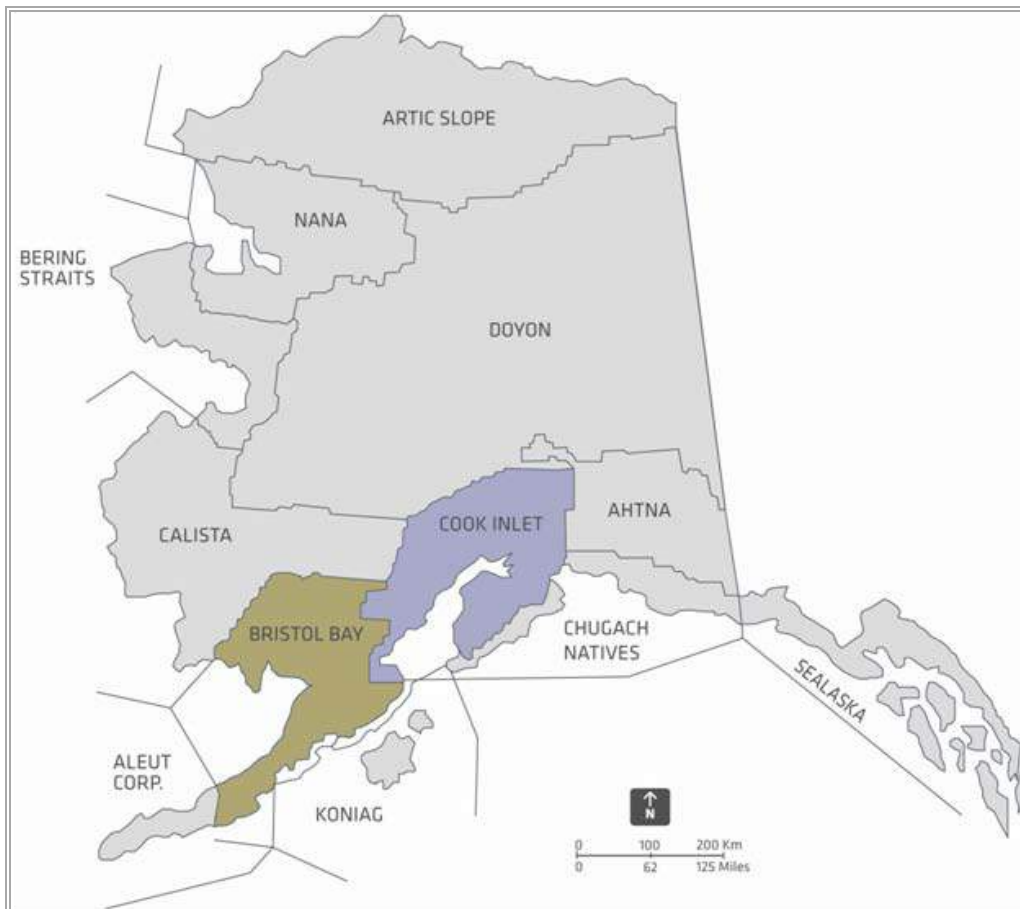 ARTIC SLOPE
NANA
BERING
STRAITS
DOYON
CALISTA
COOK INLET
AHTNA
BRISTOL BAY
CHUGACH
NATIVES
SEALASKA
ALEUT
CORP.
KONIAG
N
0 100 200 Km
0 62 125 Miles